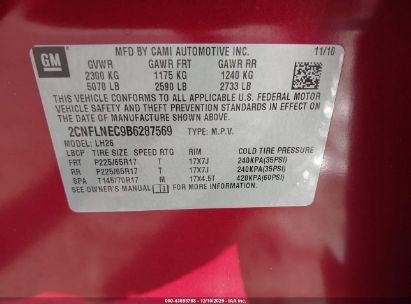 GM
MFD BY CAMI AUTOMOTIVE INC. 11/10
GVWR GAWR FRT GAWR RR
2300 KG 1175 KG 1240 KG
5070 LB 2590 LB 2733 LB
THIS VEHICLE CONFORMS TO ALL APPLICABLE U.S. FEDERAL MOTOR
VEHICLE SAFETY AND THEFT PREVENTION STANDARDS IN EFFECT ON THE
DATE OF MANUFACTURE SHOWN ABOVE.
2CNFLNEC9B6287569 TYPE: M.P.V.
MODEL: LH26
LBCP TIRE SIZE SPEED RTG RIM
FRT P225/65R17 T 17X7J 240KPA(35PSI)
RR P225/65R17 T 17X7J 240KPA(35PSI)
SPA T145/70R17 M 17X4.5T 420KPA(60PSI)
SEE OWNER'S MANUAL FOR MORE INFORMATION.